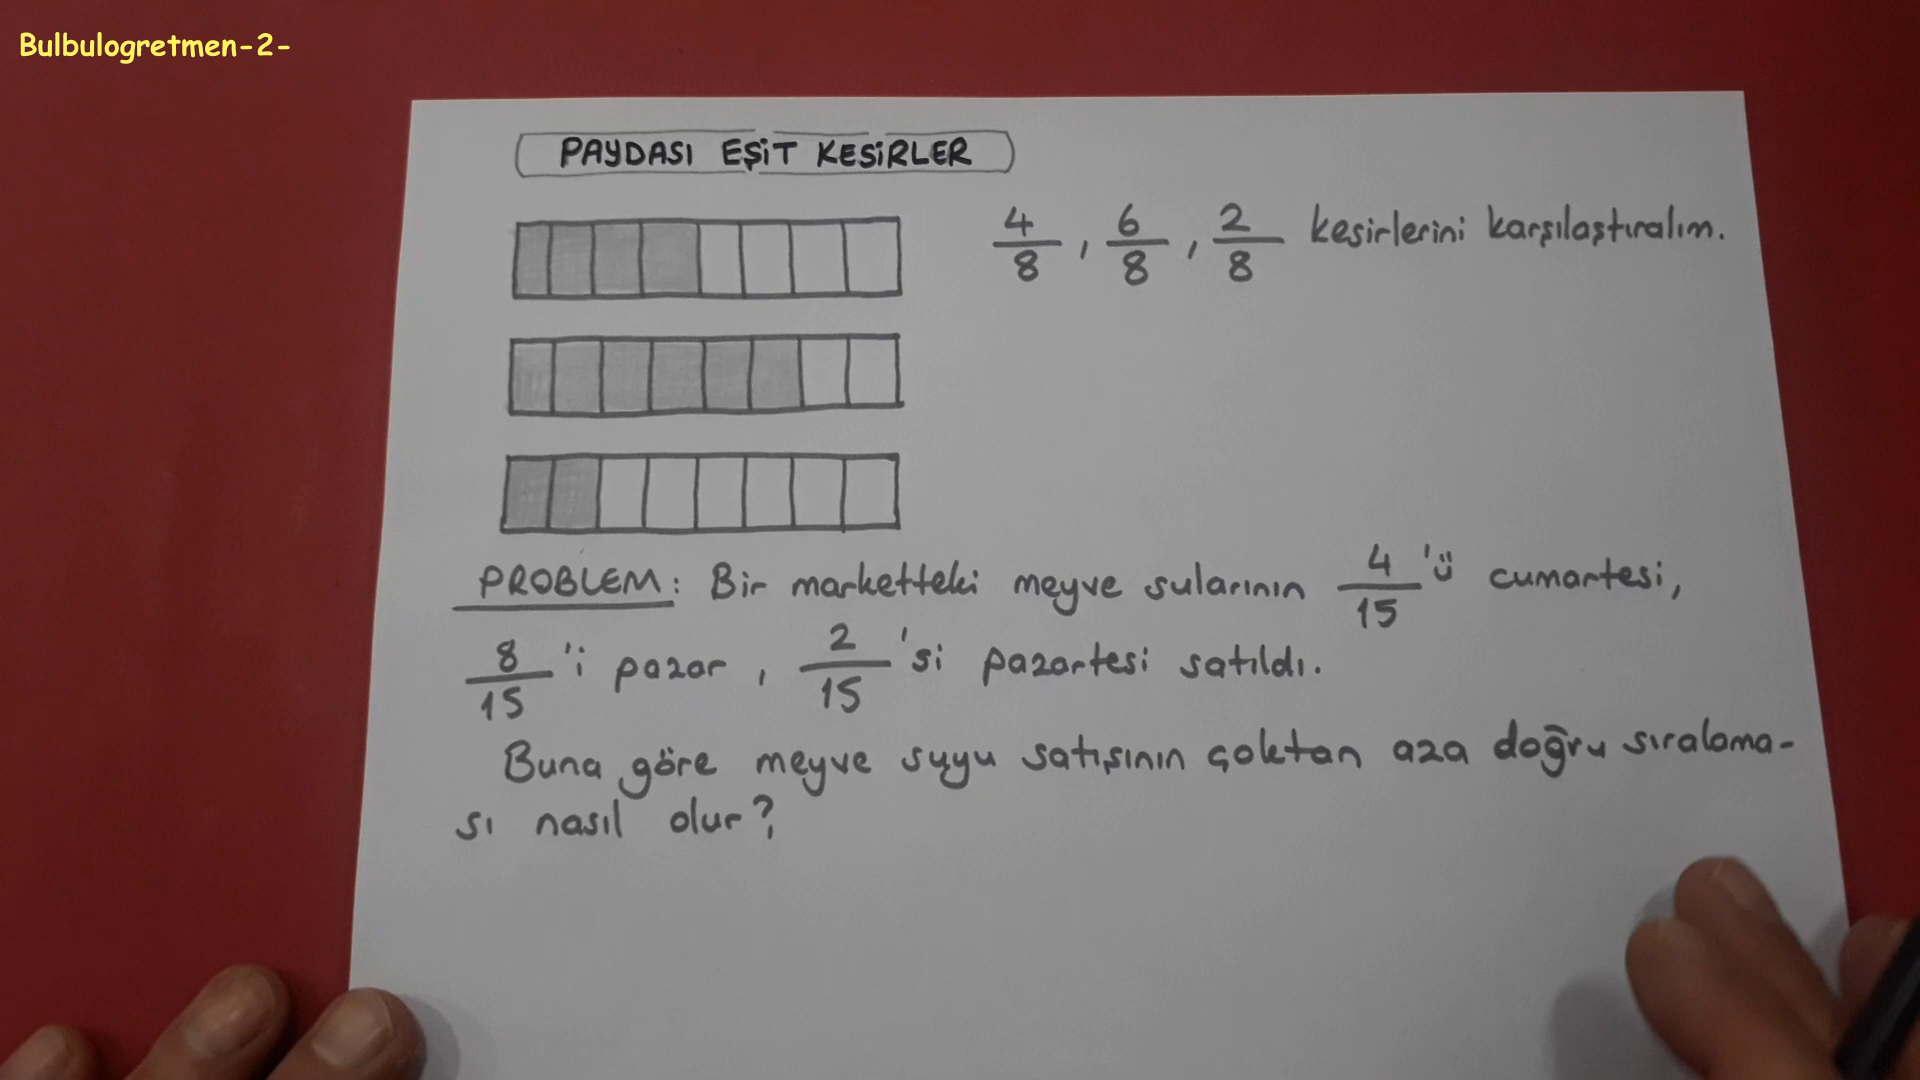 Bulbulogretmen-2-
PAYDASI EŞİT KESİRLER
4/8, 6/8, 2/8 kesirlerini karşılaştıralım.
PROBLEM: Bir marketteki meyve sularının 4/15'ü cumartesi,
8/15'i pazar, 2/15'si pazartesi satıldı.
Buna göre meyve suyu satışının çoktan aza doğru sıralama-
sı nasıl olur?